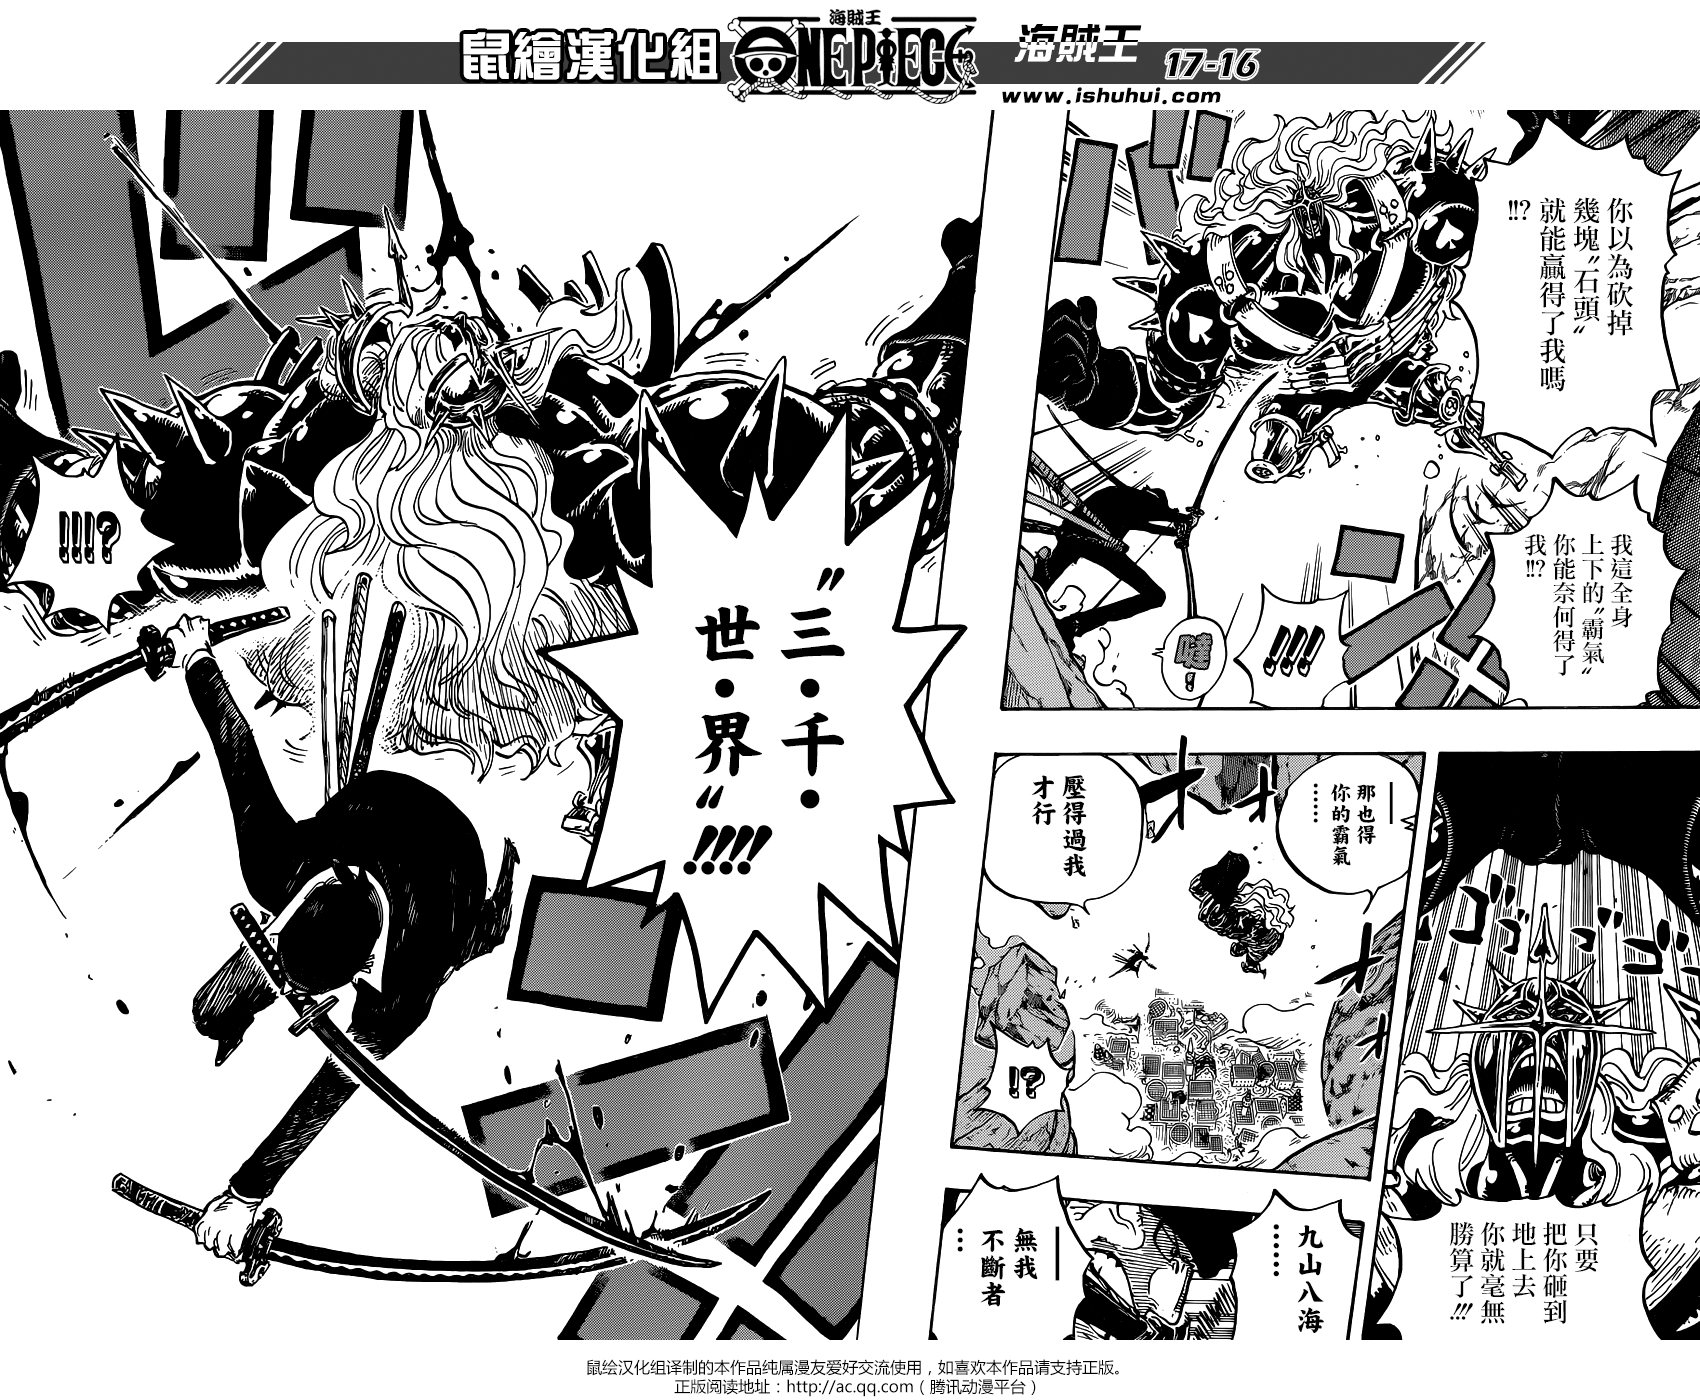 鼠繪漢化組
海賊王
ONE PIECE
海賊王
17-16
www.ishuhui.com
你以為砍掉
幾塊〝石頭〞
就能贏得了我嗎
!!?
我這全身
上下的〝霸氣〞
你能奈何得了
我!!?
!!!!
噠!
ゴゴゴゴ
只要
把你砸到
地上去
你就毫無
勝算了!!!
——
那也得
你的霸氣
……
壓得過我
才行
!?
九山八海
……
——
無我
不斷者
…
〝三·千·
世·界〞!!!!
!!!?
鼠绘汉化组译制的本作品纯属漫友爱好交流使用，如喜欢本作品请支持正版。
正版阅读地址：http://ac.qq.com（腾讯动漫平台）